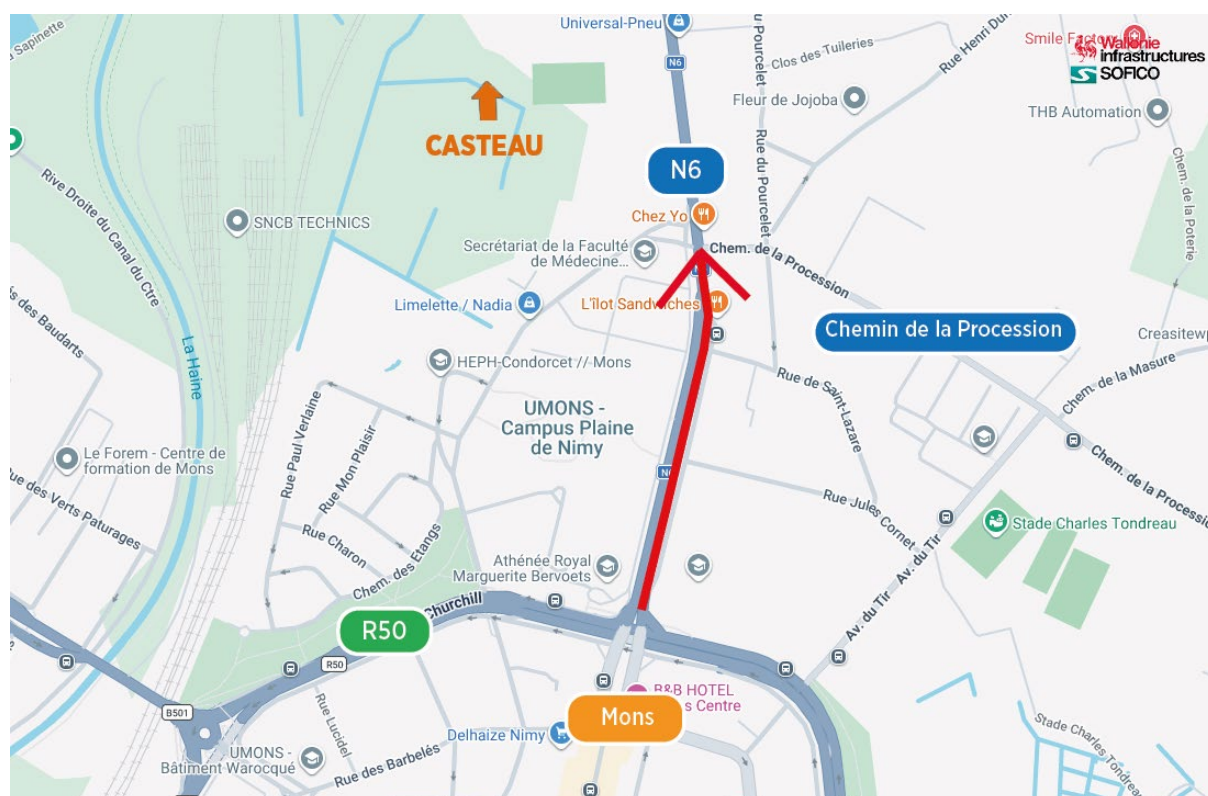 Sapinette
Universal-Pneu
N6
Clos des Tuileries
Rue du Pourcelet
Rue Henri Dun
Smile Factory
Wallonie
infrastructures
SOFICO
Fleur de Jojoba
THB Automation
CASTEAU
N6
Rive Droite du Canal du Ctre
SNCB TECHNICS
Chez Yo
Rue du Pourcelet
Chem. de la Poterie
Secrétariat de la Faculté
de Médecine...
Chem. de la Procession
Limelette / Nadia
L'îlot Sandwiches
Chemin de la Procession
Creasitewp
Chem. de la Masure
La Haine
HEPH-Condorcet // Mons
Rue de Saint-Lazare
UMONS -
Campus Plaine
de Nimy
Rue Paul Verlaine
Rue Mon Plaisir
Le Forem - Centre de
formation de Mons
Chem. de la Procession
Rue des Verts Paturages
Rue Charon
Rue Jules Cornet
Stade Charles Tondreau
Chem. des Etangs
Athénée Royal
Marguerite Bervoets
Av. du Tir
Av. du Tir
Churchill
R50
R50
B501
B&B HOTEL
s Centre
Mons
Rue Lucidel
Delhaize Nimy
UMONS -
Bâtiment Warocqué
Rue des Barbelés
Stade Charles Tondreau